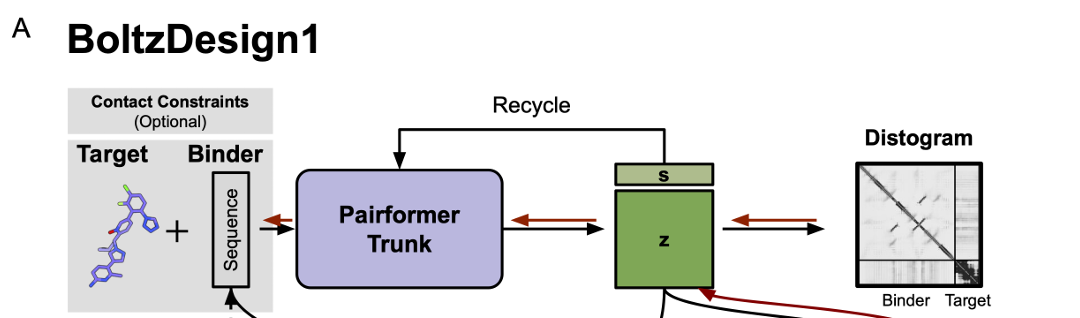 A
BoltzDesign1
Contact Constraints
(Optional)
Target
Binder
+
Sequence
Recycle
Pairformer
Trunk
s
z
Distogram
Binder
Target